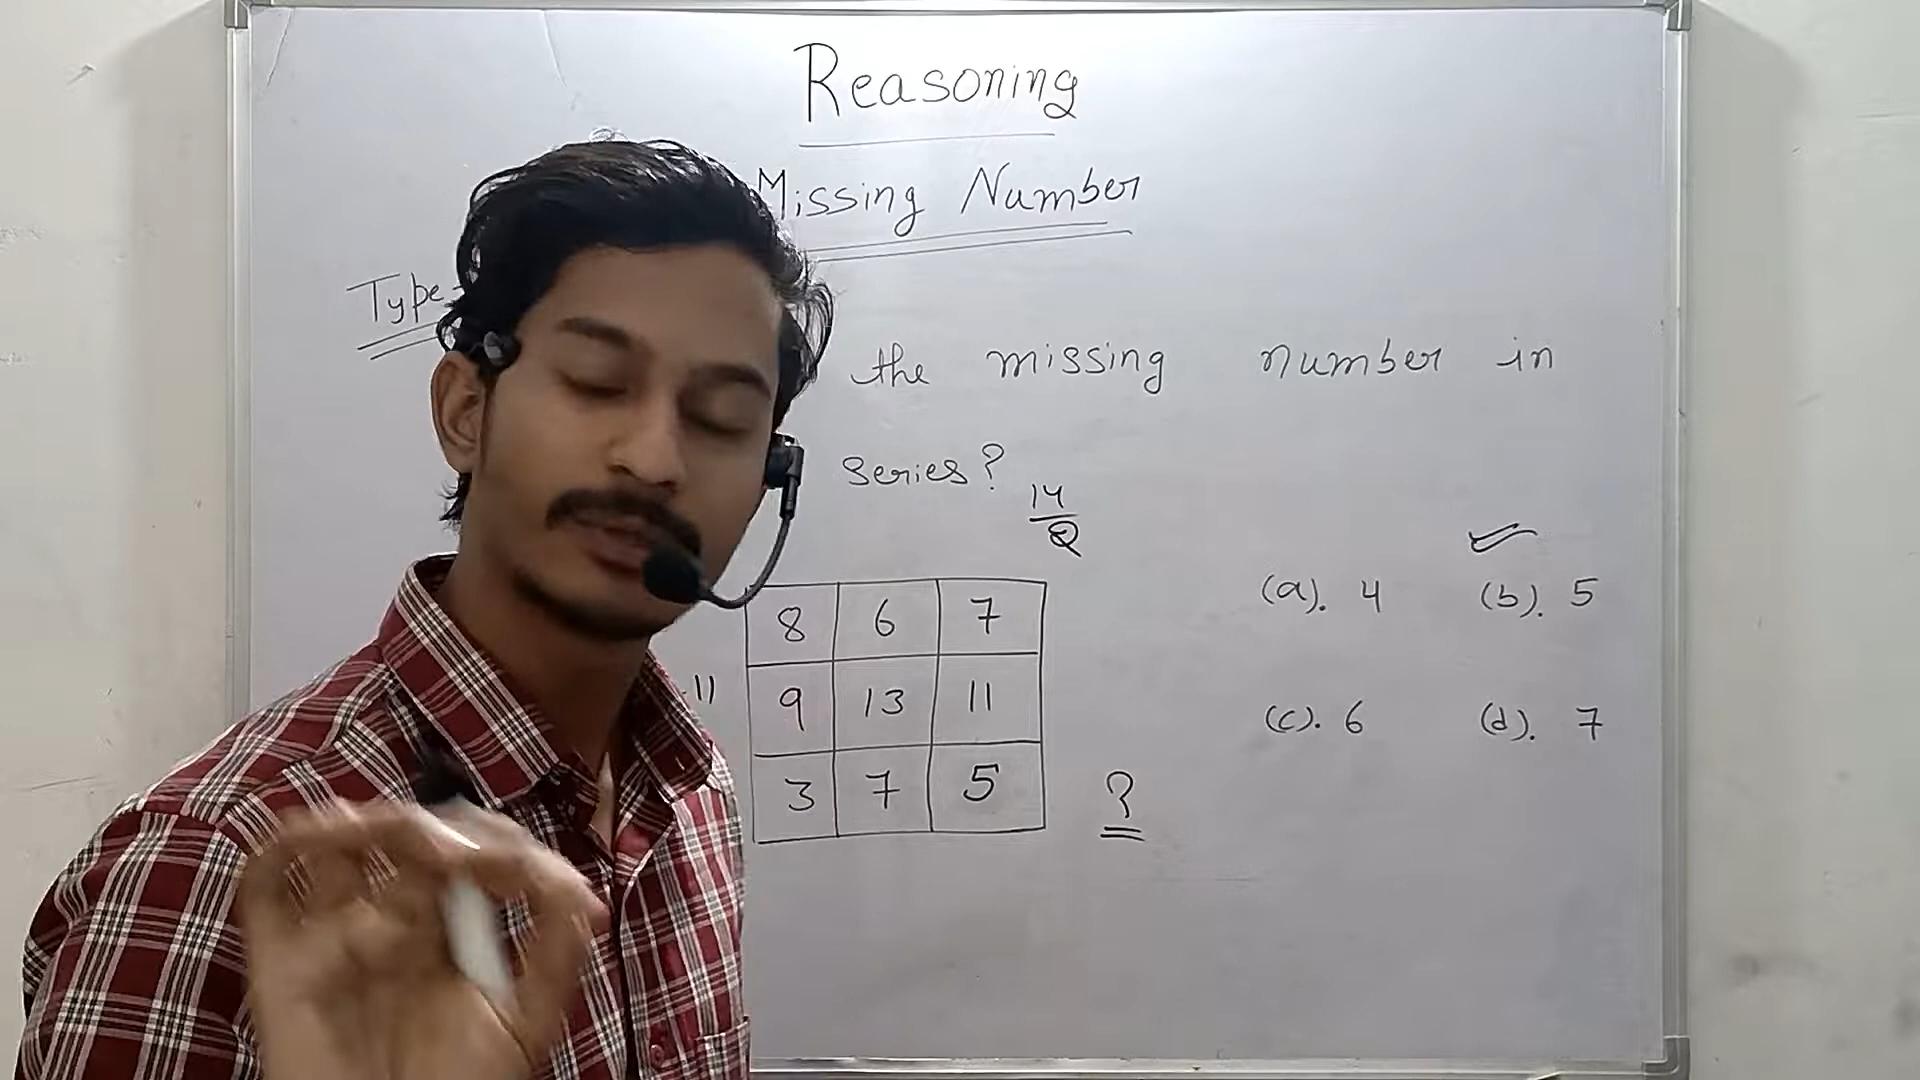 Reasoning
Missing Number
Type-
the missing number in
series?
14
2
(a). 4 (b). 5
8 6 7
-11 9 13 11
(c). 6 (d). 7
3 7 5 ?